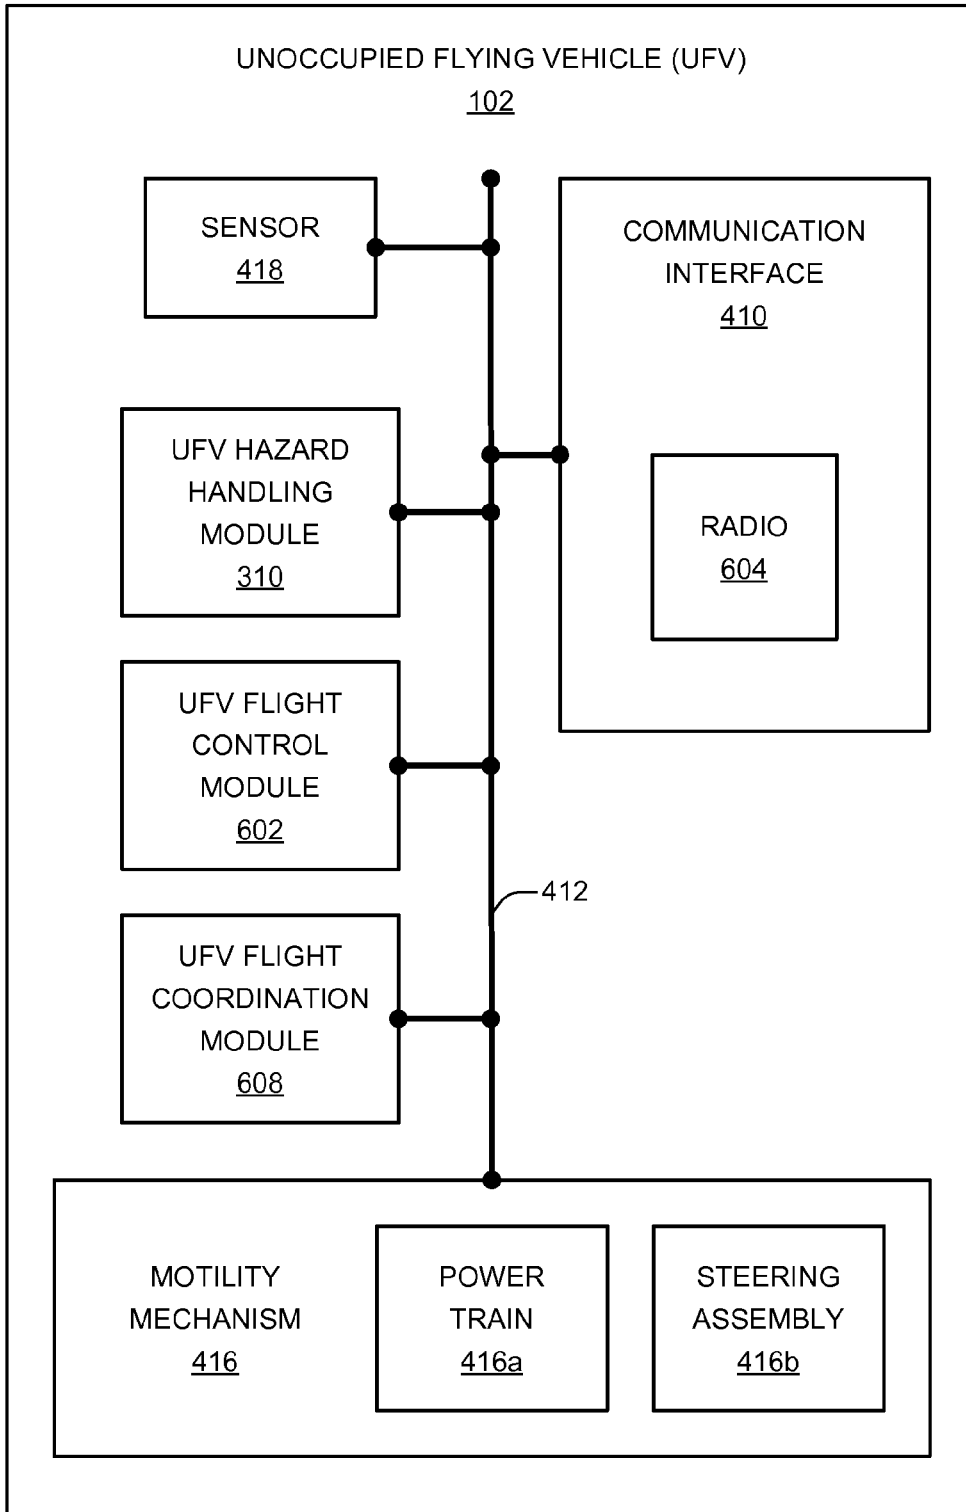 UNOCCUPIED FLYING VEHICLE (UFV)
102
SENSOR
418
COMMUNICATION
INTERFACE
410
RADIO
604
UFV HAZARD
HANDLING
MODULE
310
UFV FLIGHT
CONTROL
MODULE
602
412
UFV FLIGHT
COORDINATION
MODULE
608
MOTILITY
MECHANISM
416
POWER
TRAIN
416a
STEERING
ASSEMBLY
416b